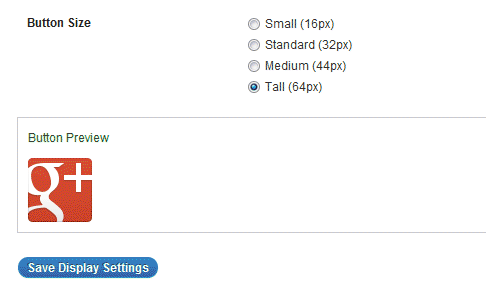 Button Size
Small (16px)
Standard (32px)
Medium (44px)
Tall (64px)
Button Preview
g+
Save Display Settings